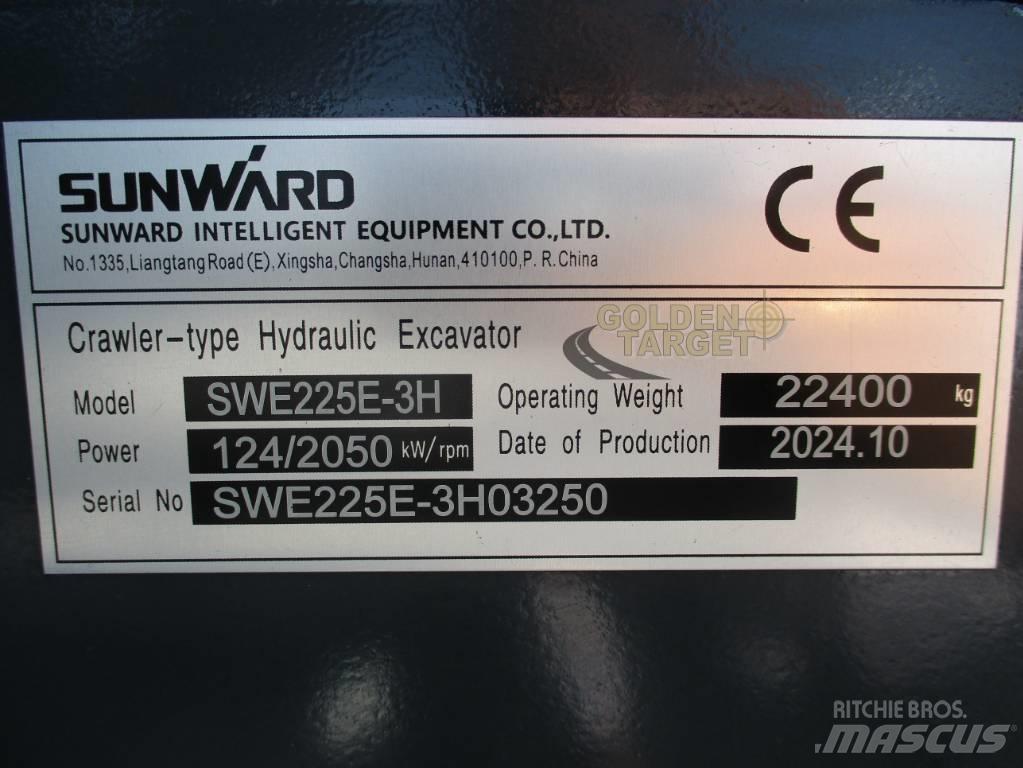 SUNWARD
SUNWARD INTELLIGENT EQUIPMENT CO.,LTD.
No.1335,Liangtang Road(E),Xingsha,Changsha,Hunan,410100,P.R.China
CE
GOLDEN
TARGET
Crawler-type Hydraulic Excavator
Model SWE225E-3H Operating Weight 22400 kg
Power 124/2050 kW/rpm Date of Production 2024.10
Serial No SWE225E-3H03250
RITCHIE BROS.
MASCUS